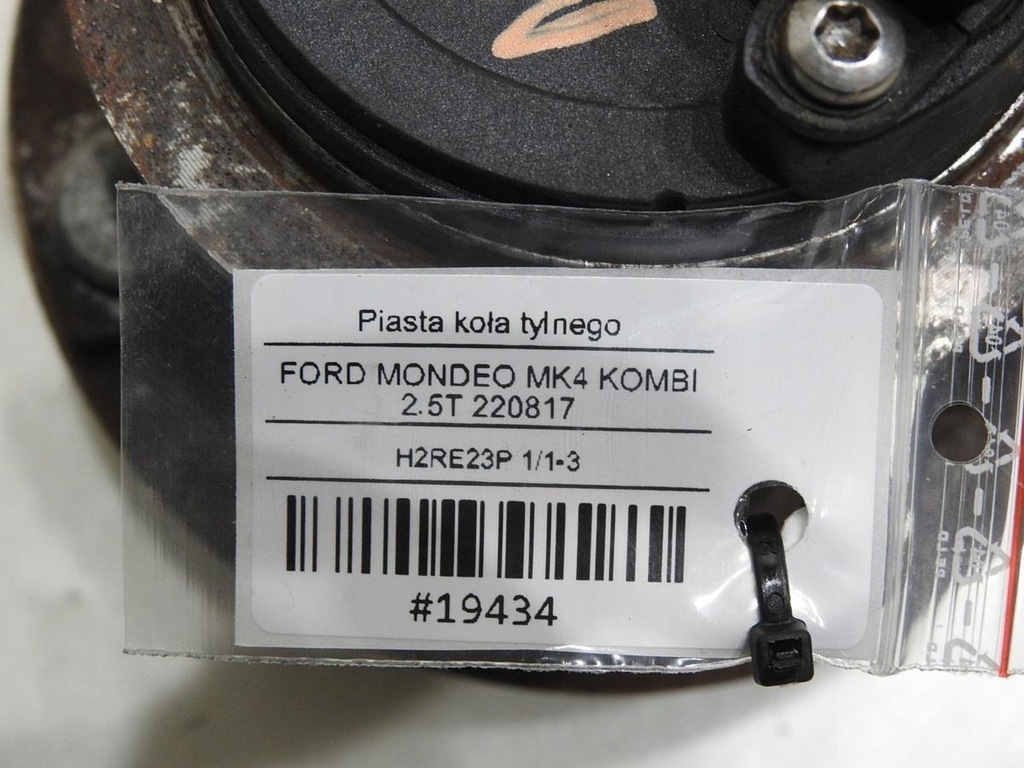 Piasta koła tylnego
FORD MONDEO MK4 KOMBI
2.5T 220817
H2RE23P 1/1-3
#19434